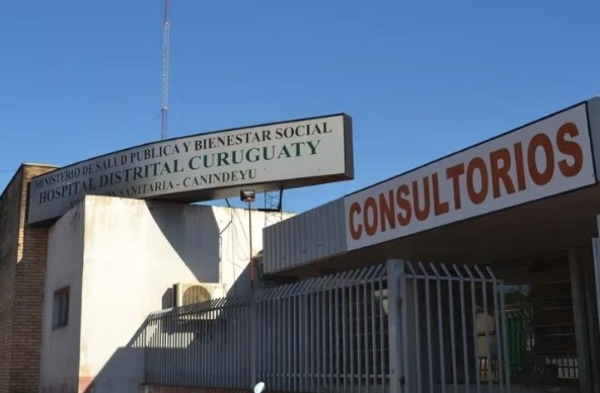 MINISTERIO DE SALUD PUBLICA Y BIENESTAR SOCIAL
HOSPITAL DISTRITAL CURUGUATY
SANITARIA - CANINDEYU
CONSULTORIOS